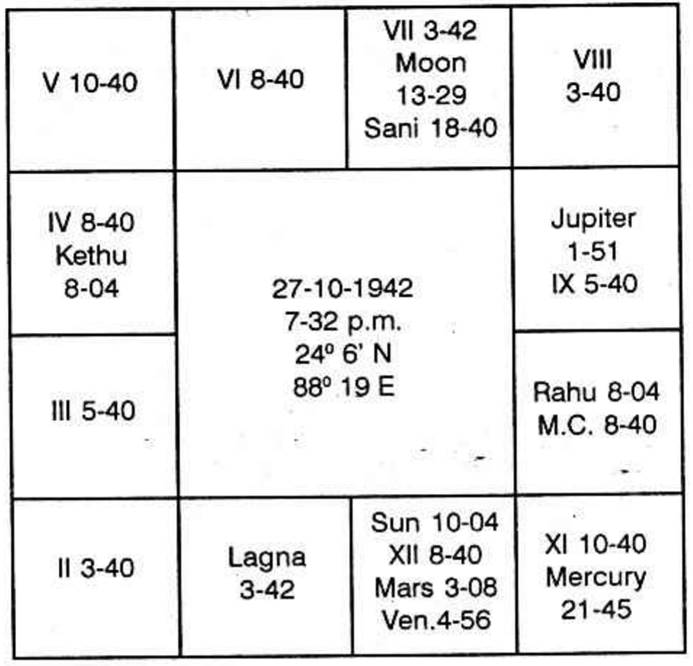 V 10-40
VI 8-40
VII 3-42
Moon
13-29
Sani 18-40
VIII
3-40
IV 8-40
Kethu
8-04
27-10-1942
7-32 p.m.
24º 6' N
88º 19 E
Jupiter
1-51
IX 5-40
III 5-40
Rahu 8-04
M.C. 8-40
II 3-40
Lagna
3-42
Sun 10-04
XII 8-40
Mars 3-08
Ven.4-56
XI 10-40
Mercury
21-45